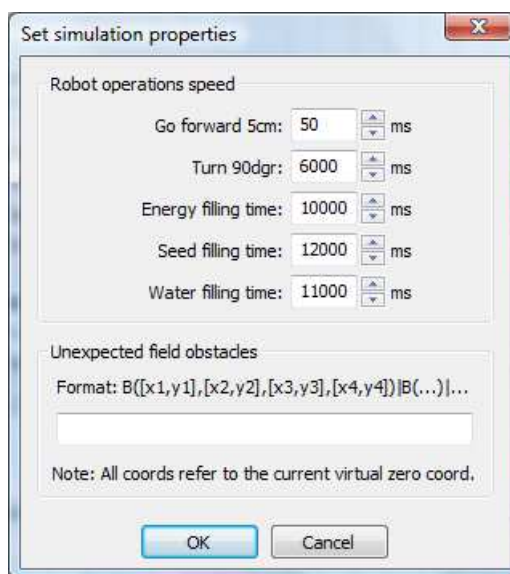 Set simulation properties
Robot operations speed
Go forward 5cm: 50 ms
Turn 90dgr: 6000 ms
Energy filling time: 10000 ms
Seed filling time: 12000 ms
Water filling time: 11000 ms
Unexpected field obstacles
Format: B([x1,y1],[x2,y2],[x3,y3],[x4,y4])|B(...)|...
Note: All coords refer to the current virtual zero coord.
OK Cancel